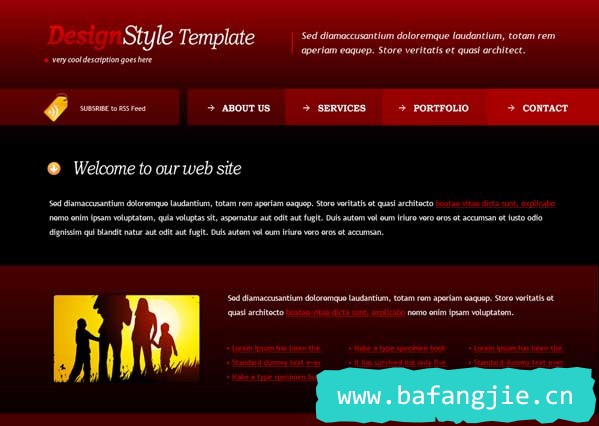 DesignStyle Template
very cool description goes here
Sed diamaccusantium doloremque laudantium, totam rem
aperiam eaquep. Store veritatis et quasi architect.
SUBSRIBE to RSS Feed
ABOUT US
SERVICES
PORTFOLIO
CONTACT
Welcome to our web site
Sed diamaccusantium doloremque laudantium, totam rem aperiam eaquep. Store veritatis et quasi architecto beatae vitae dicta sunt, explicabo
nemo enim ipsam voluptatem, quia voluptas sit, aspernatur aut odit aut fugit. Duis autem vel eum iriure vero eros et accumsan et iusto odio
dignissim qui blandit natur aut odit aut fugit. Duis autem vel eum iriure vero eros et accumsan.
Sed diamaccusantium doloremque laudantium, totam rem aperiam eaquep. Store veritatis et quasi
architecto beatae vitae dicta sunt, explicabo nemo enim ipsam voluptatem.
Lorem Ipsum has been the
Make a type specimen book
Lorem Ipsum has been the
Standard dummy text ever
It has survived not only five
Standard dummy text ever
Make a type specimen
www.bafangjie.cn